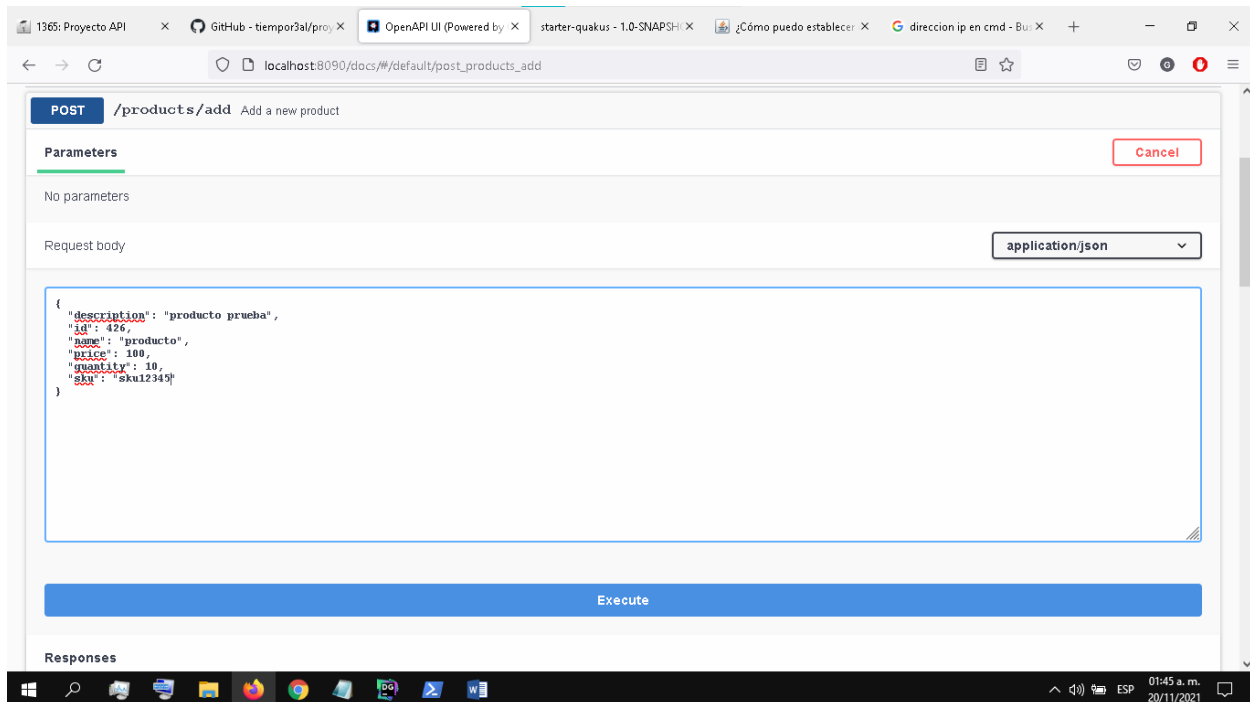 1365: Proyecto API
GitHub - tiempor3al/proy
OpenAPI UI (Powered by
starter-quakus - 1.0-SNAPSH
¿Cómo puedo establecer
direccion ip en cmd - Bus
localhost:8090/docs/#/default/post_products_add
POST /products/add Add a new product
Parameters
Cancel
No parameters
Request body
application/json
{
"description": "producto prueba",
"id": 426,
"name": "producto",
"price": 100,
"quantity": 10,
"sku": "sku12345"
}
Execute
Responses
ESP
01:45 a. m.
20/11/2021